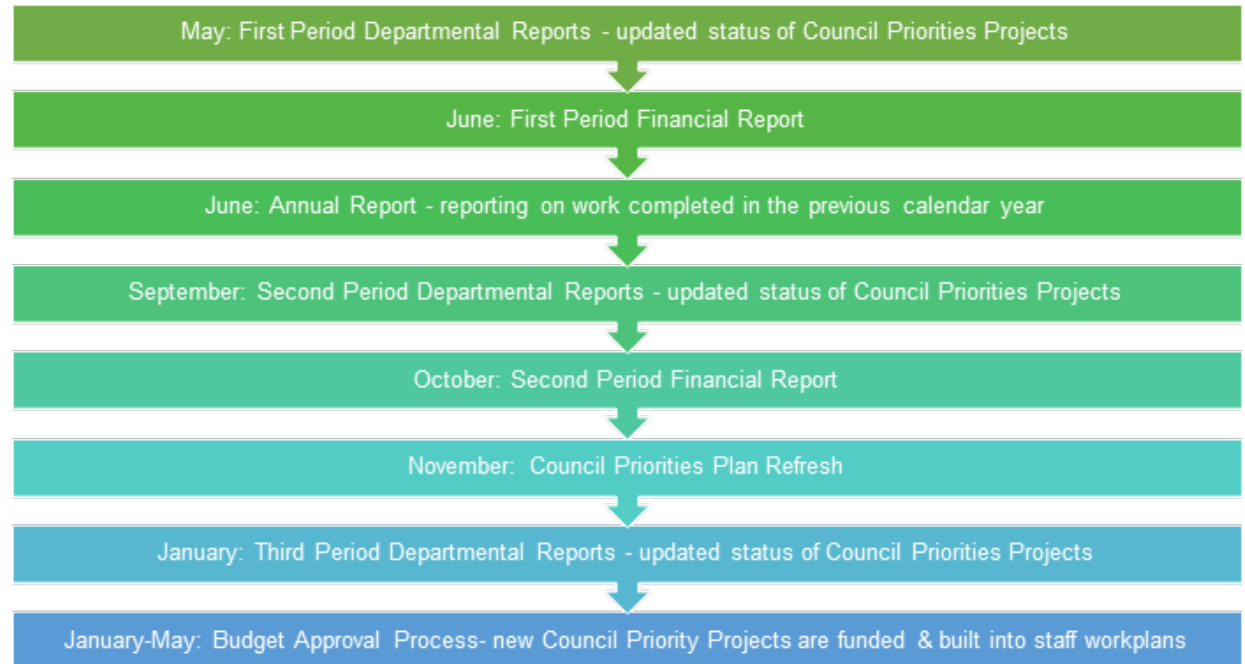 May: First Period Departmental Reports - updated status of Council Priorities Projects
June: First Period Financial Report
June: Annual Report - reporting on work completed in the previous calendar year
September: Second Period Departmental Reports - updated status of Council Priorities Projects
October: Second Period Financial Report
November: Council Priorities Plan Refresh
January: Third Period Departmental Reports - updated status of Council Priorities Projects
January-May: Budget Approval Process- new Council Priority Projects are funded & built into staff workplans